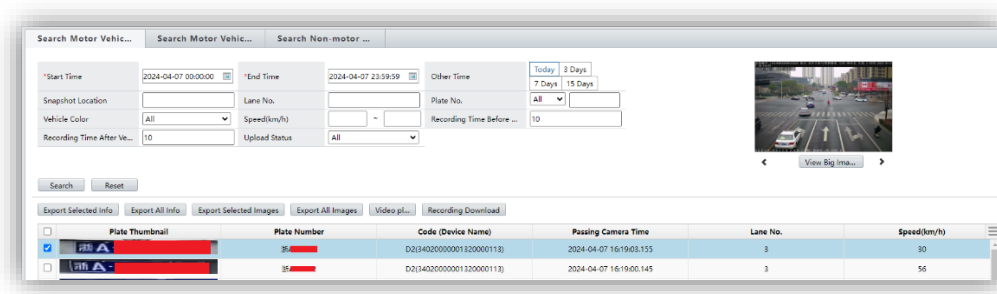 Search Motor Vehic... Search Motor Vehic... Search Non-motor ...
*Start Time 2024-04-07 00:00:00 *End Time 2024-04-07 23:59:59 Other Time Today 3 Days
7 Days 15 Days
Snapshot Location Lane No. Plate No. All
Vehicle Color All Speed(km/h) ~ Recording Time Before ... 10
Recording Time After Ve... 10 Upload Status All
View Big Ima...
Search Reset
Export Selected Info Export All Info Export Selected Images Export All Images Video pl... Recording Download
Plate Thumbnail Plate Number Code (Device Name) Passing Camera Time Lane No. Speed(km/h)
浙A· 浙 D2(34020000001320000113) 2024-04-07 16:19:03.155 3 30
浙A· 浙 D2(34020000001320000113) 2024-04-07 16:19:00.145 3 56